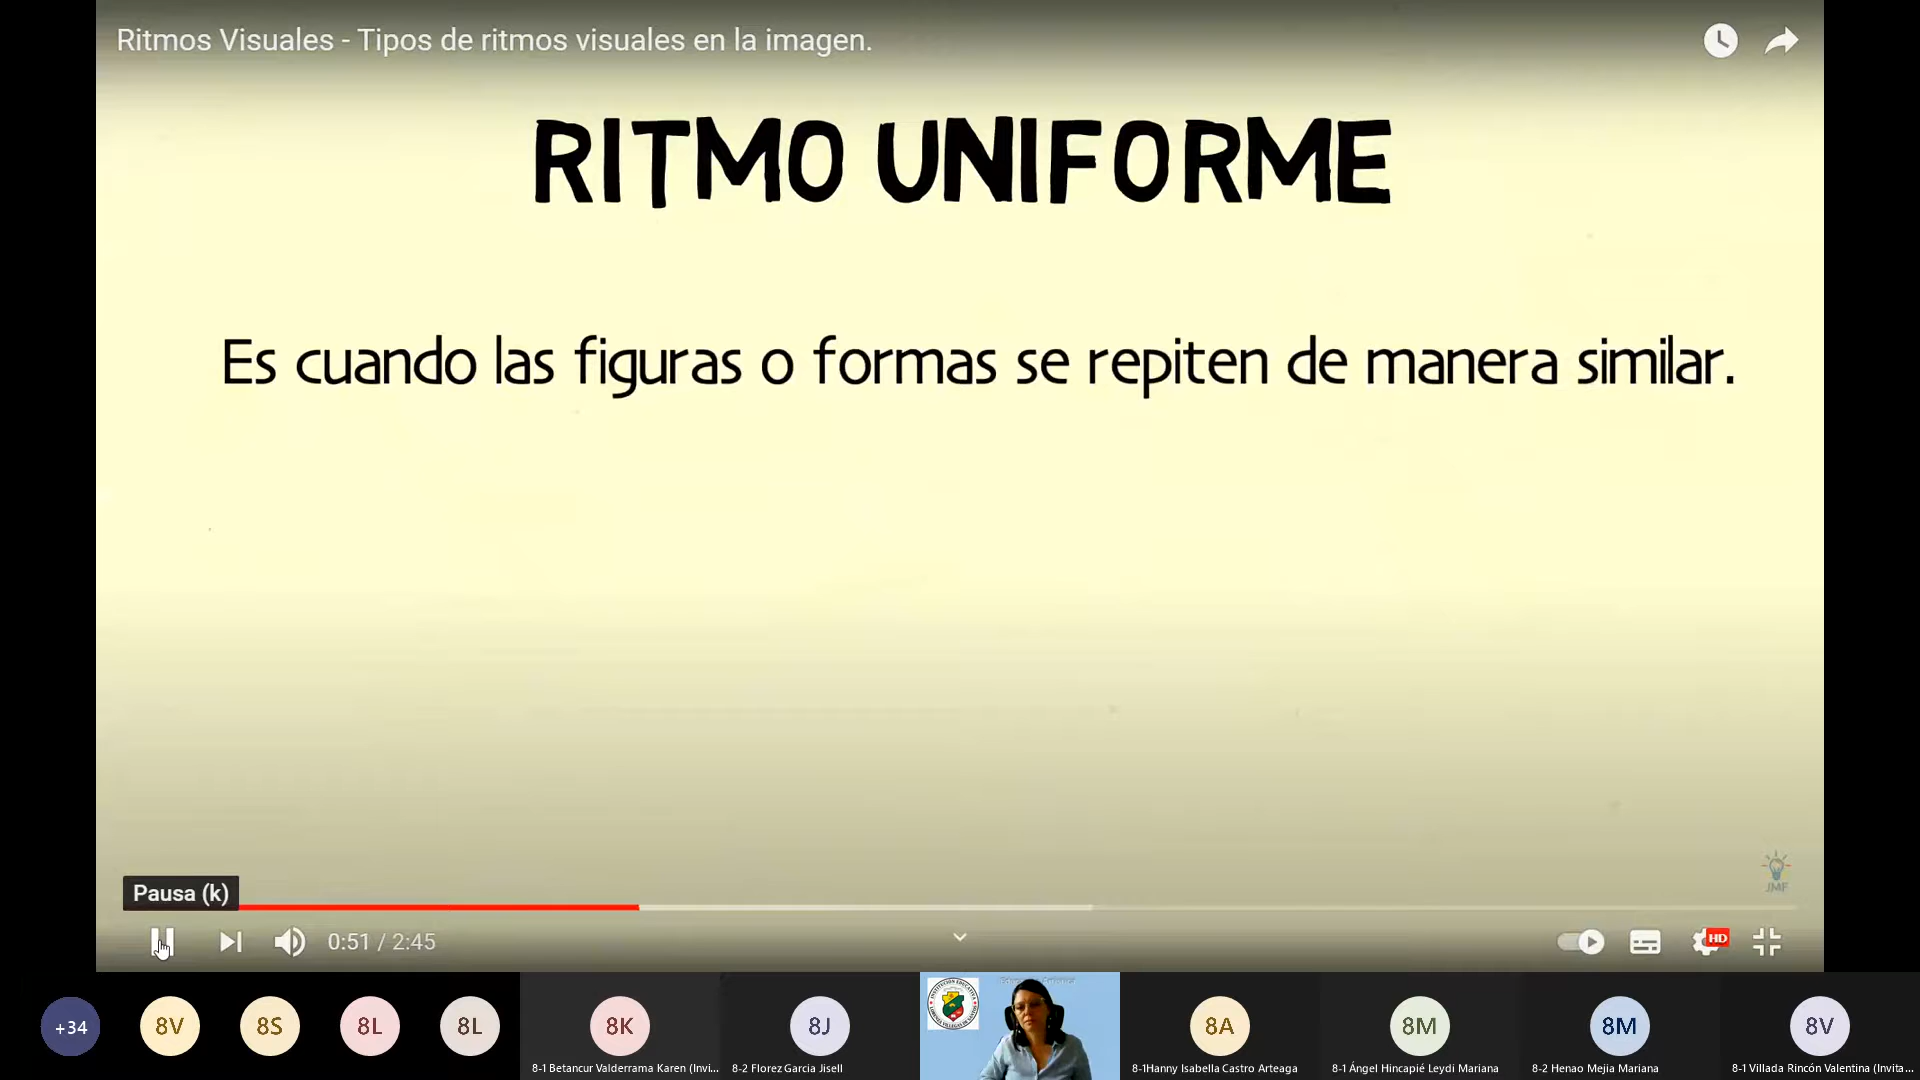 Ritmos Visuales - Tipos de ritmos visuales en la imagen.
RITMO UNIFORME
Es cuando las figuras o formas se repiten de manera similar.
JMF
Pausa (k)
0:51 / 2:45
HD
+34
8V
8S
8L
8L
8K
8J
8A
8M
8M
8V
8-1 Betancur Valderrama Karen (Invi...
8-2 Florez Garcia Jisell
8-1Hanny Isabella Castro Arteaga
8-1 Ángel Hincapié Leydi Mariana
8-2 Henao Mejia Mariana
8-1 Villada Rincón Valentina (Invita...